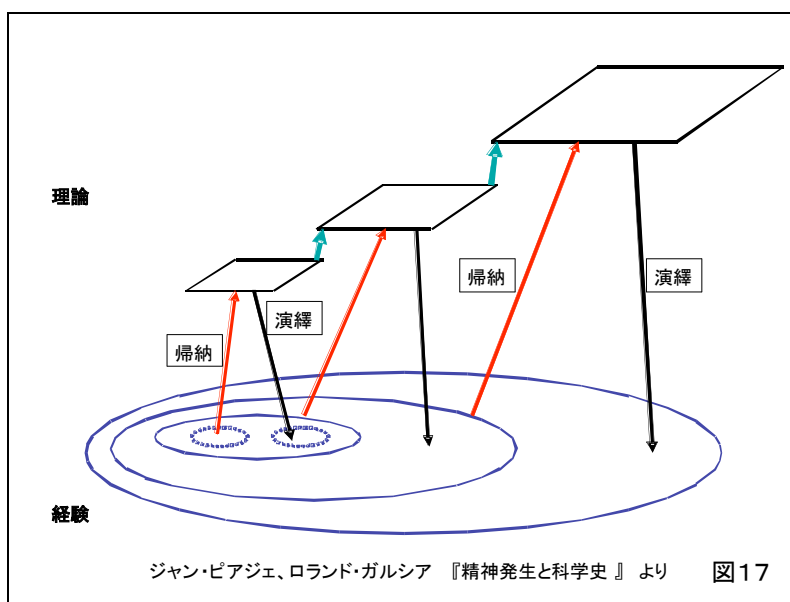 理論
帰納
演繹
帰納
演繹
経験
ジャン・ピアジェ、ロランド・ガルシア 『精神発生と科学史 』 より 図17